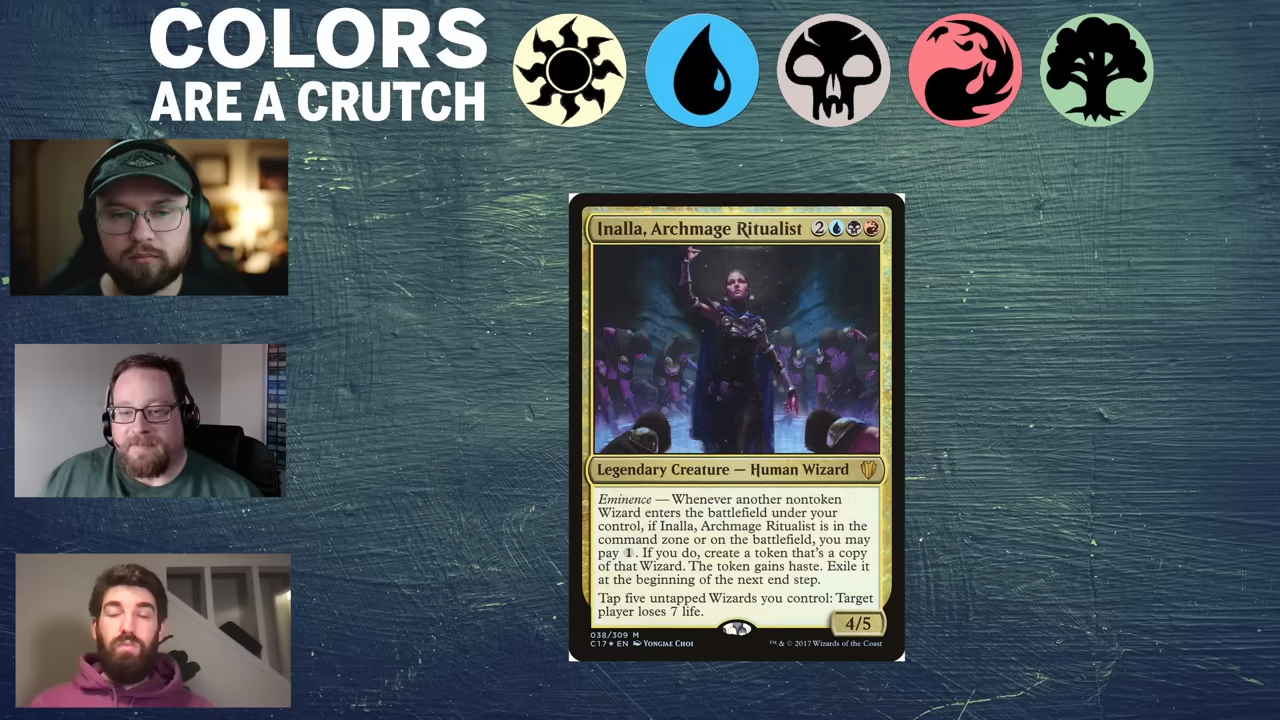 COLORS
ARE A CRUTCH
Inalla, Archmage Ritualist 2
Legendary Creature — Human Wizard
Eminence — Whenever another nontoken
Wizard enters the battlefield under your
control, if Inalla, Archmage Ritualist is in the
command zone or on the battlefield, you may
pay 1. If you do, create a token that's a copy
of that Wizard. The token gains haste. Exile it
at the beginning of the next end step.
Tap five untapped Wizards you control: Target
player loses 7 life.
4/5
038/309 M
C17★EN Yongjae Choi
™ & © 2017 Wizards of the Coast